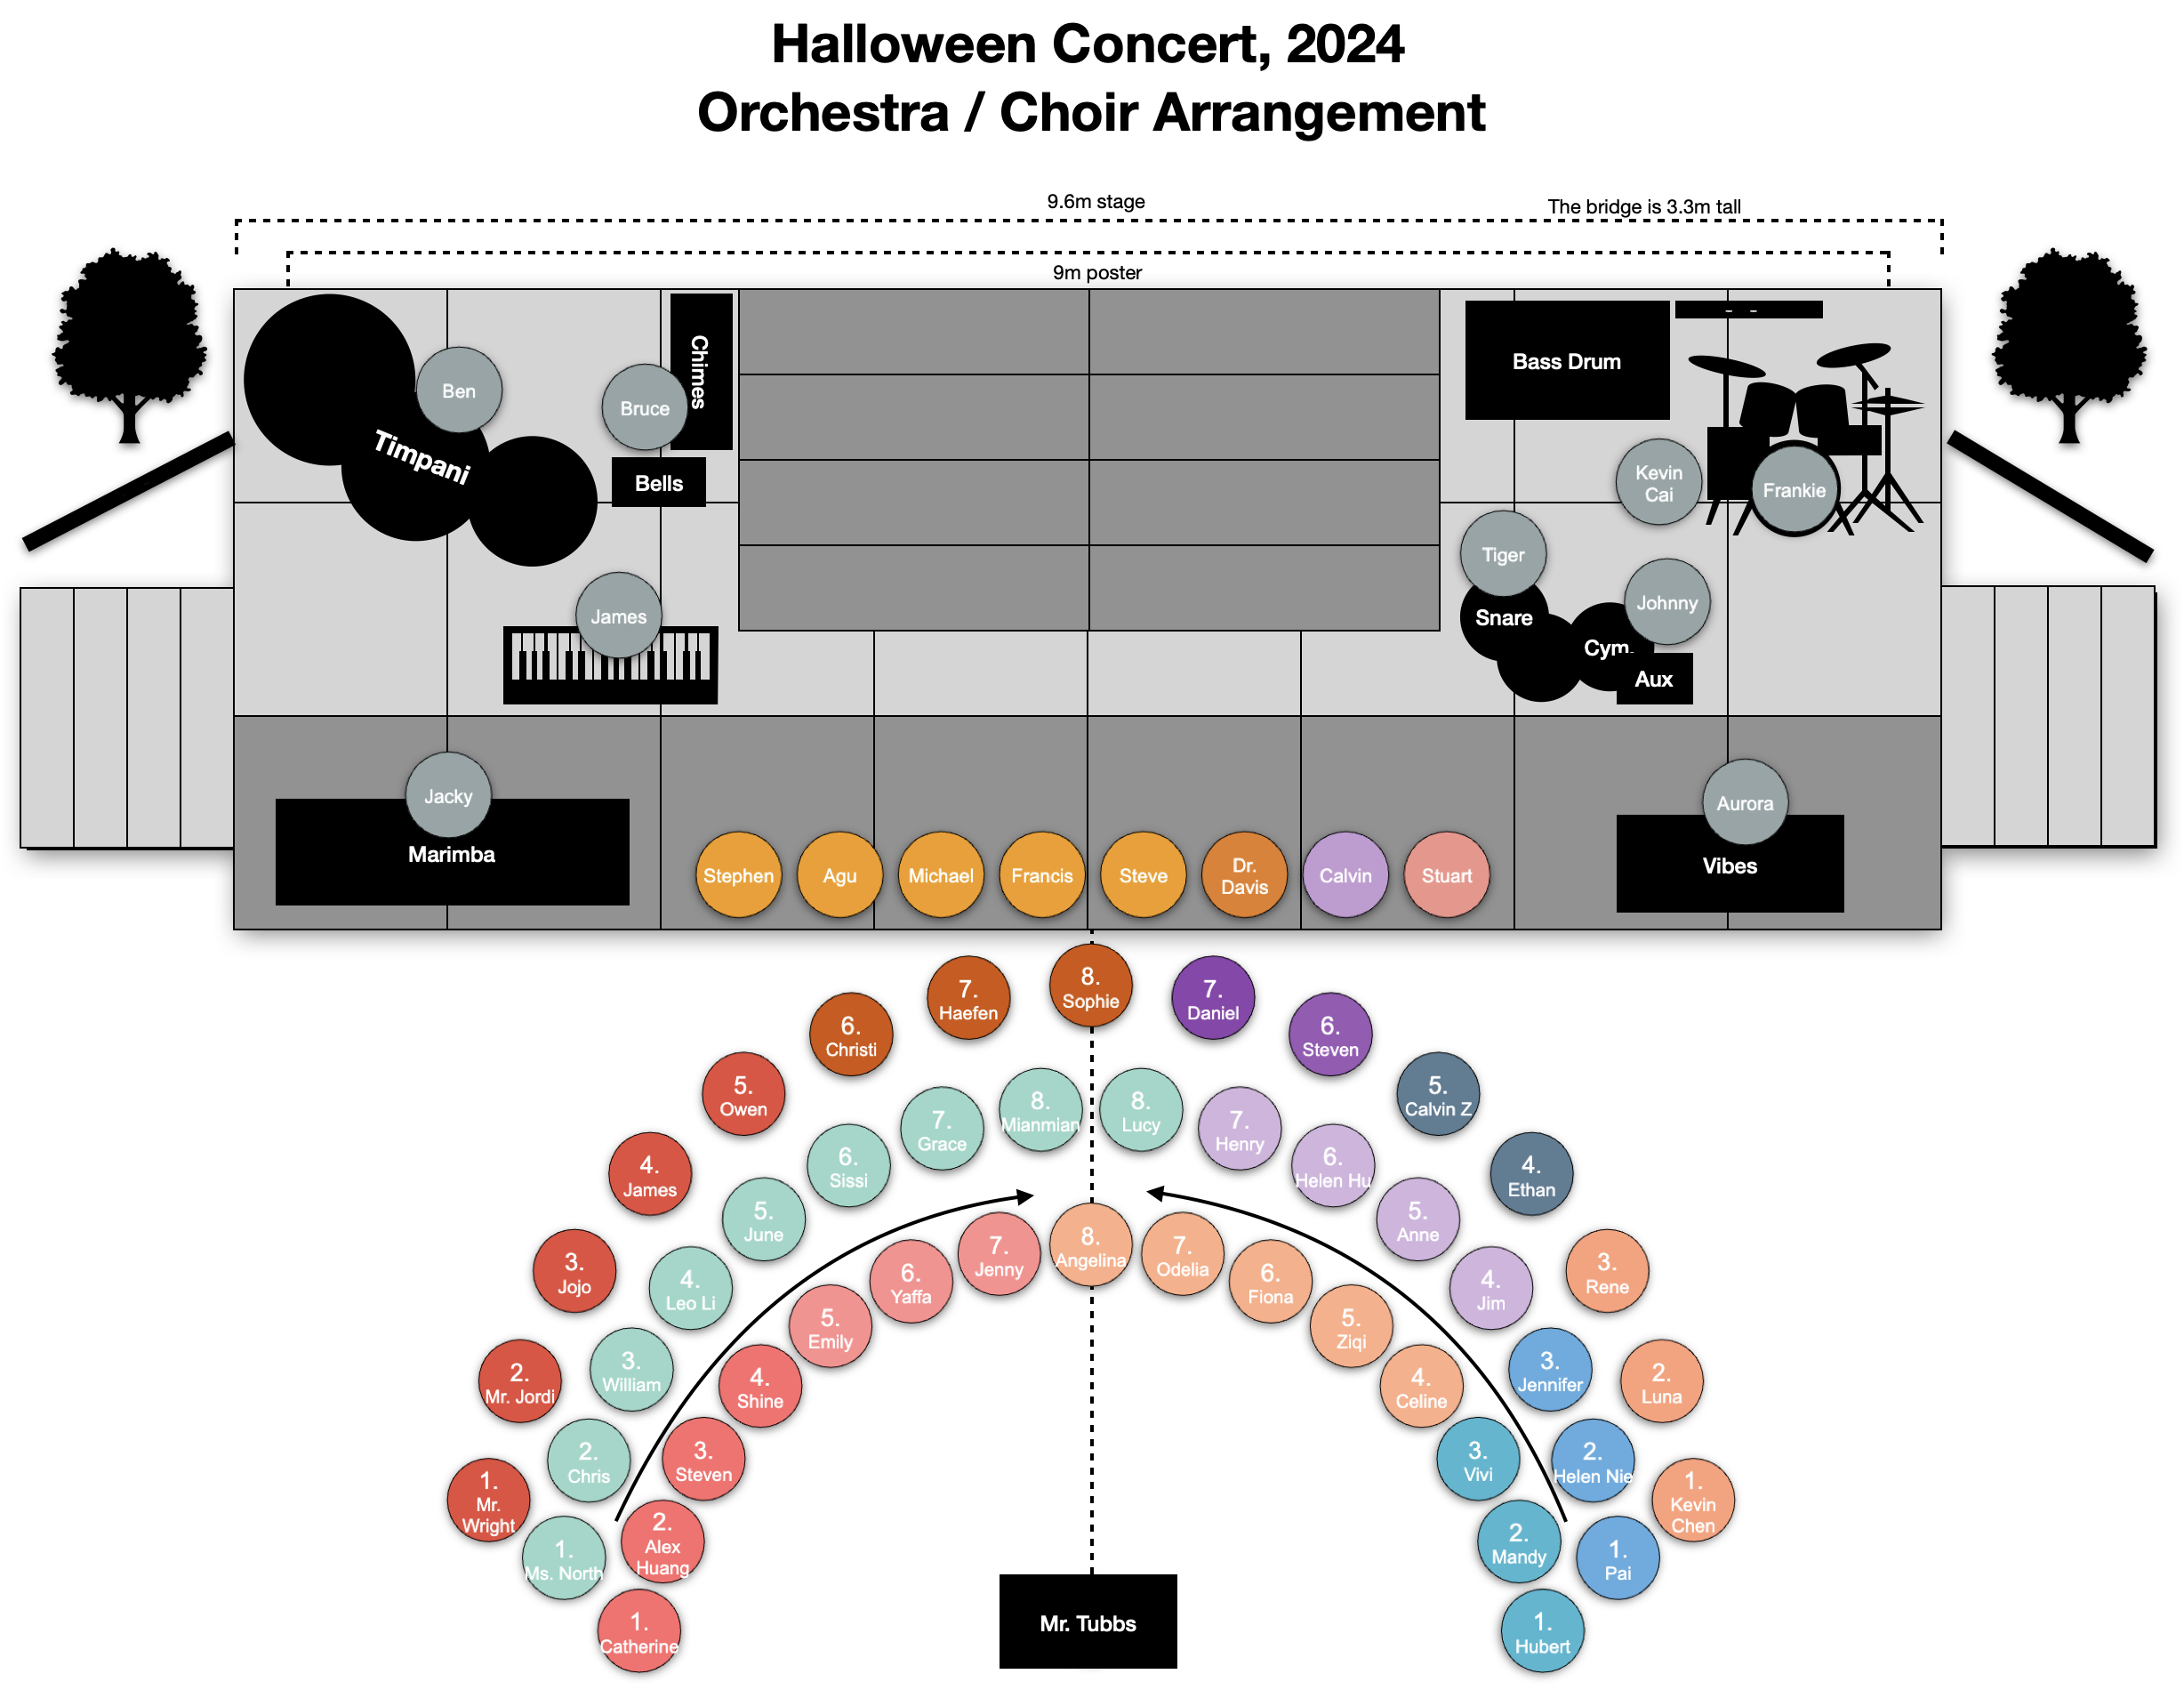 Halloween Concert, 2024
Orchestra / Choir Arrangement
9.6m stage
The bridge is 3.3m tall
9m poster
Timpani
Ben
Bruce
Chimes
Bells
James
Bass Drum
Kevin
Cai
Frankie
Tiger
Snare
Johnny
Cym.
Aux
Jacky
Marimba
Stephen
Agu
Michael
Francis
Steve
Dr.
Davis
Calvin
Stuart
Aurora
Vibes
1.
Mr.
Wright
2.
Mr. Jordi
3.
Jojo
4.
James
5.
Owen
6.
Christi
7.
Haefen
8.
Sophie
7.
Daniel
6.
Steven
5.
Calvin Z
4.
Ethan
3.
Rene
2.
Luna
1.
Kevin
Chen
1.
Ms. North
2.
Chris
3.
William
4.
Leo Li
5.
June
6.
Sissi
7.
Grace
8.
Mianmian
8.
Lucy
7.
Henry
6.
Helen Hu
5.
Anne
4.
Jim
3.
Jennifer
2.
Helen Nie
1.
Pai
1.
Catherine
2.
Alex
Huang
3.
Steven
4.
Shine
5.
Emily
6.
Yaffa
7.
Jenny
8.
Angelina
7.
Odelia
6.
Fiona
5.
Ziqi
4.
Celine
3.
Vivi
2.
Mandy
1.
Hubert
Mr. Tubbs